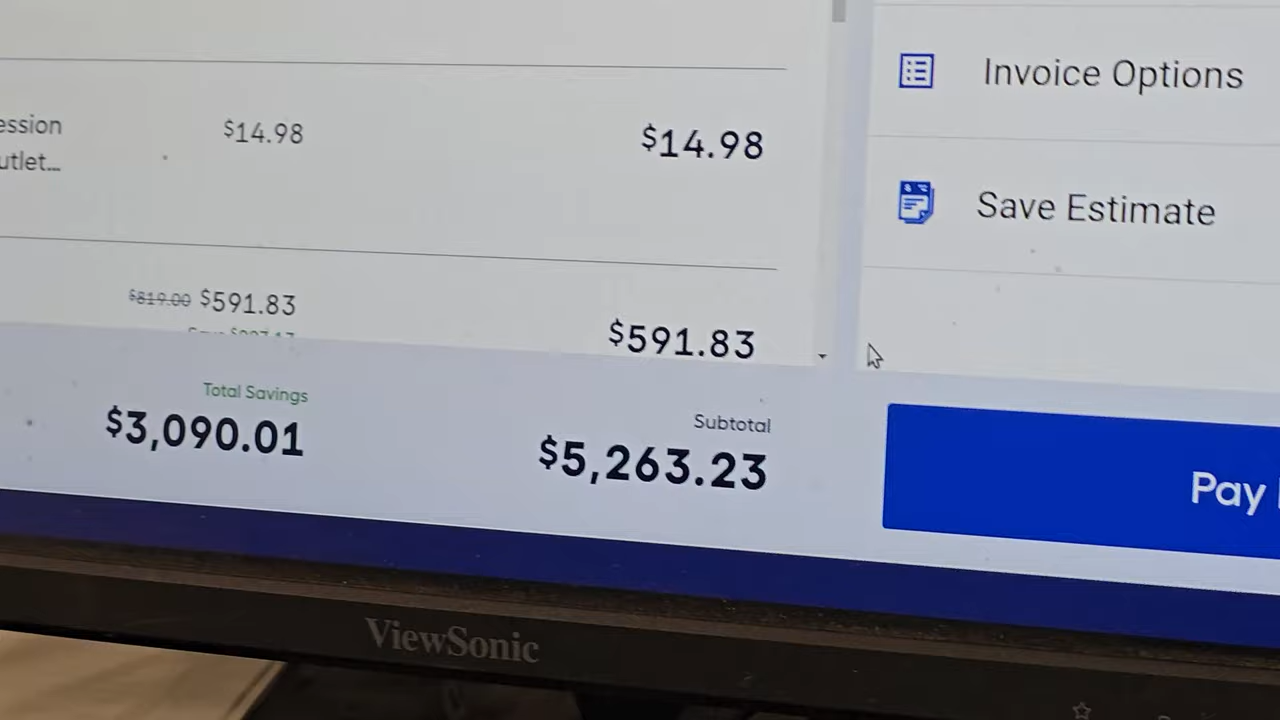 ession
utlet...
$14.98
$14.98
$819.00 $591.83
$591.83
Total Savings
$3,090.01
Subtotal
$5,263.23
Invoice Options
Save Estimate
Pay
ViewSonic